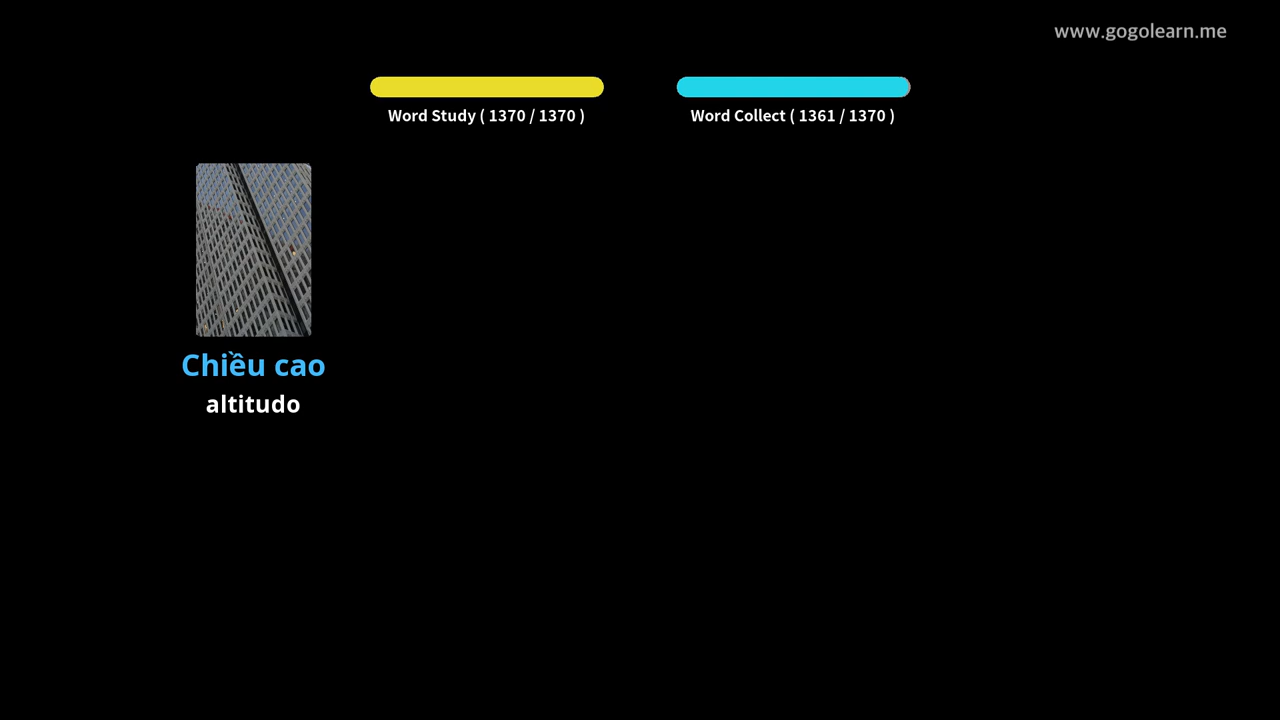 www.gogolearn.me
Word Study ( 1370 / 1370 )
Word Collect ( 1361 / 1370 )
Chiều cao
altitudo